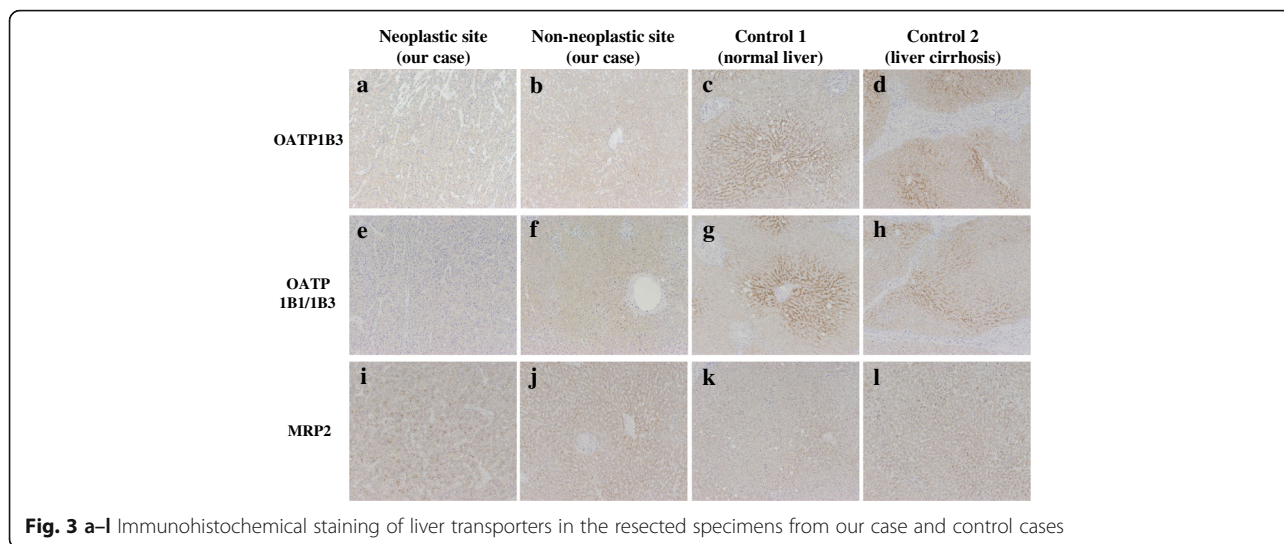 Neoplastic site Non-neoplastic site Control 1 Control 2
(our case) (our case) (normal liver) (liver cirrhosis)
a b c d
OATP1B3
e f g h
OATP
1B1/1B3
i j k l
MRP2
Fig. 3 a–l Immunohistochemical staining of liver transporters in the resected specimens from our case and control cases